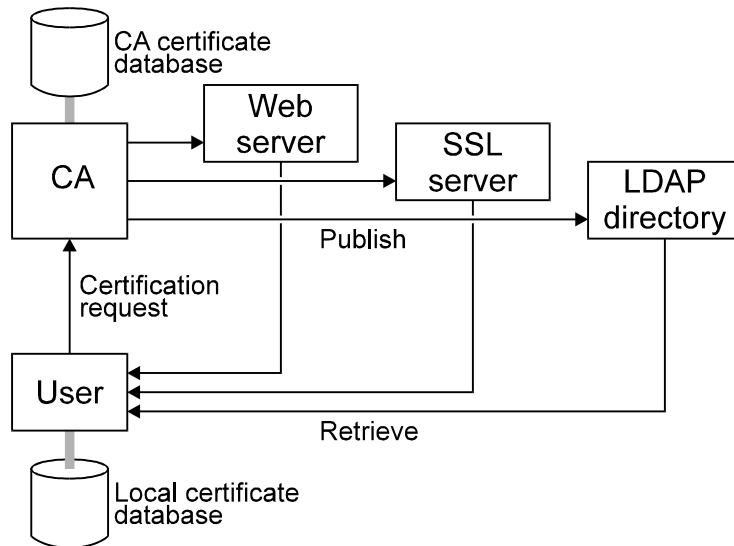 CA certificate
database
Web
server
SSL
server
CA
LDAP
directory
Publish
Certification
request
User
Retrieve
Local certificate
database